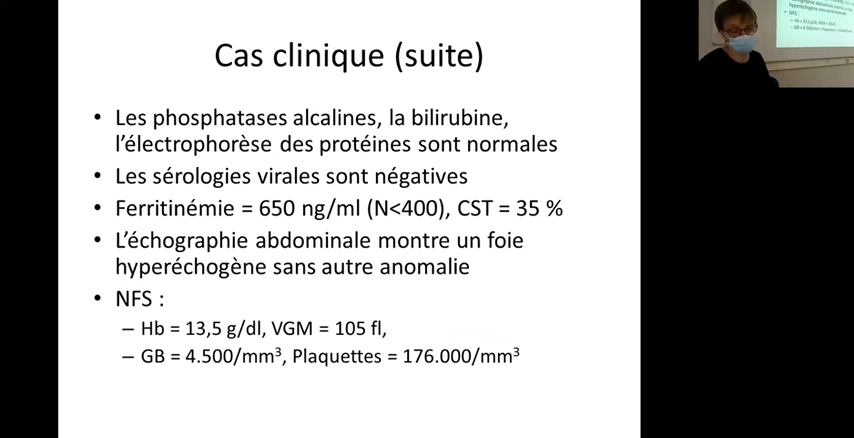 Cas clinique (suite)
• Les phosphatases alcalines, la bilirubine,
l’électrophorèse des protéines sont normales
• Les sérologies virales sont négatives
• Ferritinémie = 650 ng/ml (N<400), CST = 35 %
• L’échographie abdominale montre un foie
hyperéchogène sans autre anomalie
• NFS :
– Hb = 13,5 g/dl, VGM = 105 fl,
– GB = 4.500/mm³, Plaquettes = 176.000/mm³